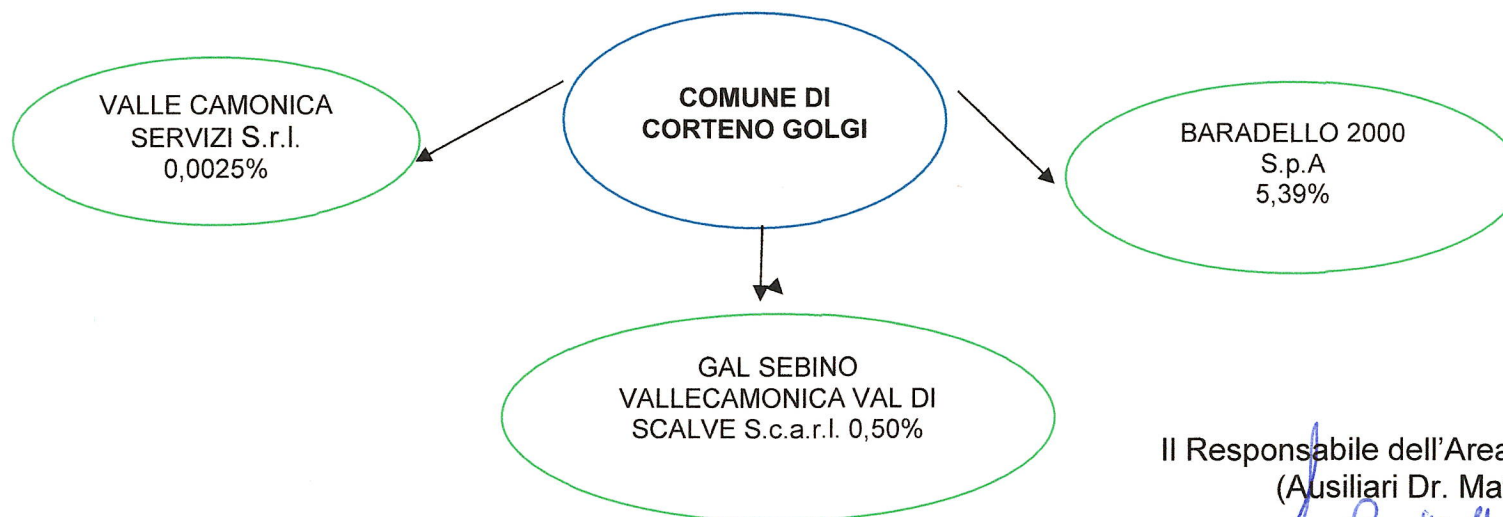 VALLE CAMONICA
SERVIZI S.r.l.
0,0025%
COMUNE DI
CORTENO GOLGI
BARADELLO 2000
S.p.A
5,39%
GAL SEBINO
VALLECAMONICA VAL DI
SCALVE S.c.a.r.l. 0,50%
Il Responsabile dell'Area
(Ausiliari Dr. Ma